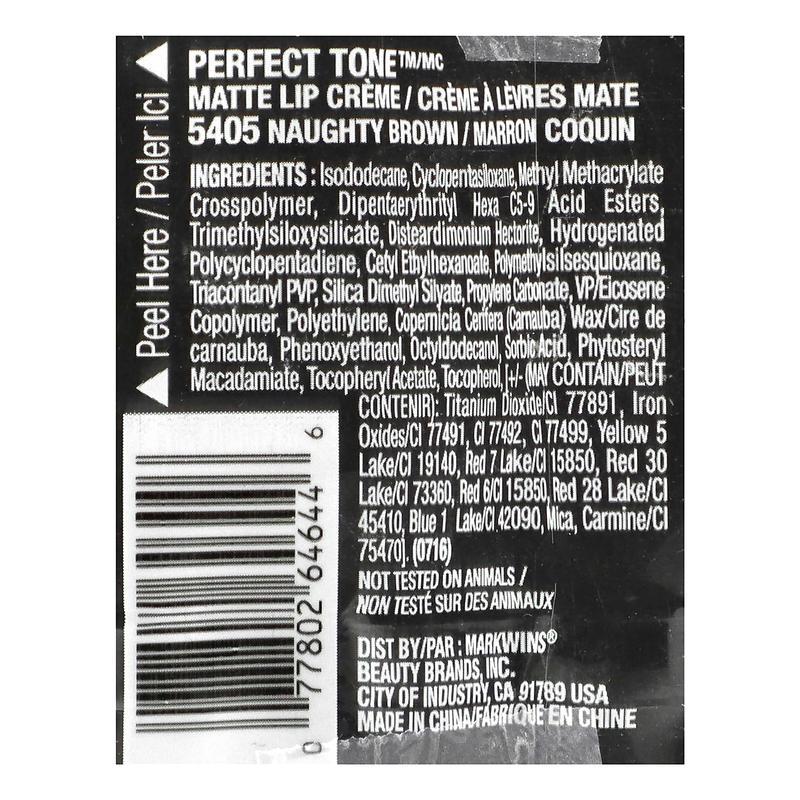 PERFECT TONE™/MC
MATTE LIP CRÈME / CRÈME À LÈVRES MATE
5405 NAUGHTY BROWN / MARRON COQUIN
INGREDIENTS : Isododecane, Cyclopentasiloxane, Methyl Methacrylate
Crosspolymer, Dipentaerythrityl Hexa C5-9 Acid Esters,
Trimethylsiloxysilicate, Disteardimonium Hectorite, Hydrogenated
Polycyclopentadiene, Cetyl Ethylhexanoate, Polymethylsilsesquioxane,
Triacontanyl PVP, Silica Dimethyl Silyate, Propylene Carbonate, VP/Eicosene
Copolymer, Polyethylene, Copernicia Cerifera (Carnauba) Wax/Cire de
carnauba, Phenoxyethanol, Octyldodecanol, Sorbic Acid, Phytosteryl
Macadamiate, Tocopheryl Acetate, Tocopherol, [+/- (MAY CONTAIN/PEUT
CONTENIR): Titanium Dioxide/CI 77891, Iron
Oxides/CI 77491, CI 77492, CI 77499, Yellow 5
Lake/CI 19140, Red 7 Lake/CI 15850, Red 30
Lake/CI 73360, Red 6/CI 15850, Red 28 Lake/CI
45410, Blue 1 Lake/CI 42090, Mica, Carmine/CI
75470]. (0716)
NOT TESTED ON ANIMALS /
NON TESTÉ SUR DES ANIMAUX
DIST BY/PAR : MARKWINS®
BEAUTY BRANDS, INC.
CITY OF INDUSTRY, CA 91789 USA
MADE IN CHINA/FABRIQUÉ EN CHINE
Peel Here / Peler Ici
0 77802 64644 6